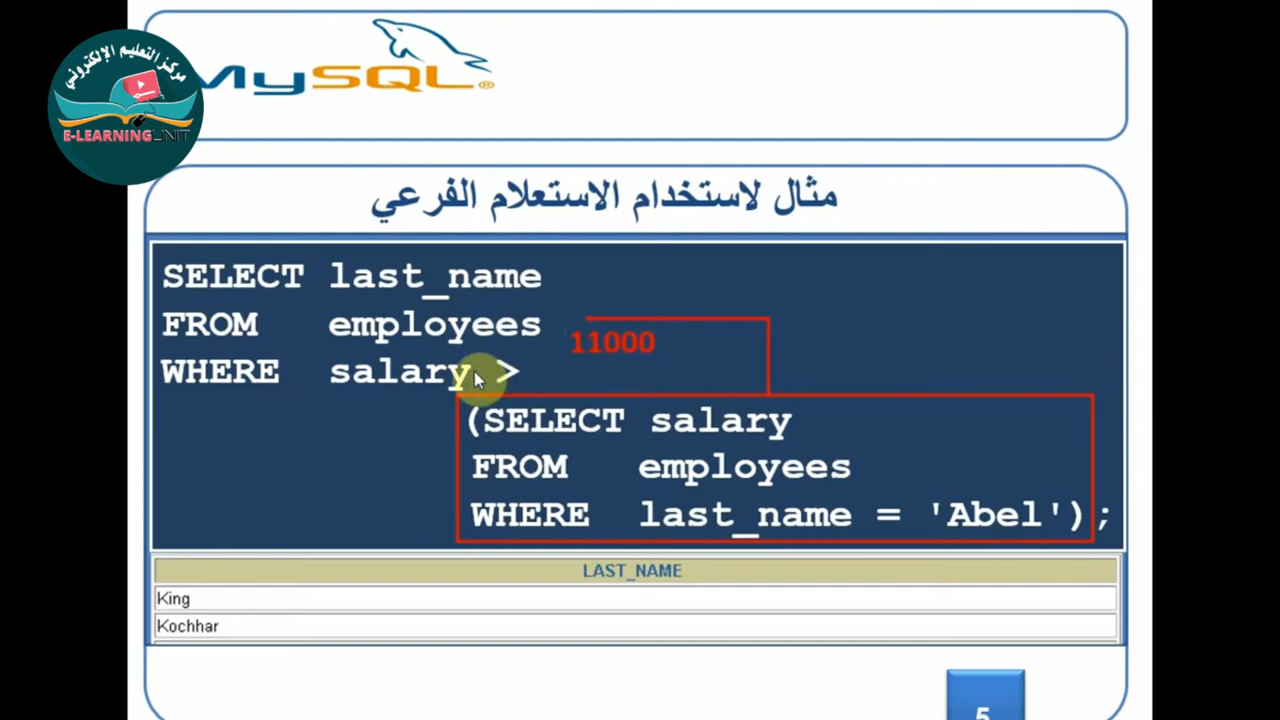 مركز التعليم الإلكتروني
E-LEARNING UNIT
MySQL®
مثال لاستخدام الاستعلام الفرعي
SELECT last_name
FROM employees
11000
WHERE salary >
(SELECT salary
FROM employees
WHERE last_name = 'Abel');
LAST_NAME
King
Kochhar
5